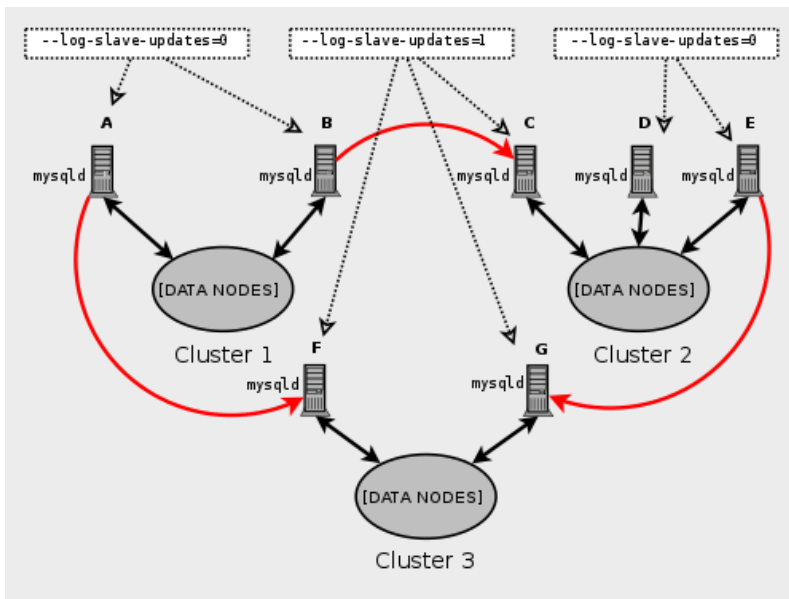 --log-slave-updates=0
--log-slave-updates=1
--log-slave-updates=0
A
B
C
D
E
mysqld
mysqld
mysqld
mysqld
mysqld
[DATA NODES]
[DATA NODES]
Cluster 1
Cluster 2
F
G
mysqld
mysqld
[DATA NODES]
Cluster 3